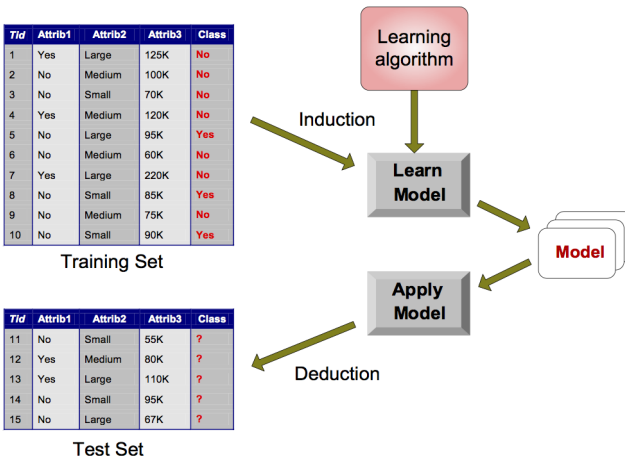 Tid Attrib1 Attrib2 Attrib3 Class
1 Yes Large 125K No
2 No Medium 100K No
3 No Small 70K No
4 Yes Medium 120K No
5 No Large 95K Yes
6 No Medium 60K No
7 Yes Large 220K No
8 No Small 85K Yes
9 No Medium 75K No
10 No Small 90K Yes
Training Set
Learning
algorithm
Induction
Learn
Model
Model
Apply
Model
Deduction
Tid Attrib1 Attrib2 Attrib3 Class
11 No Small 55K ?
12 Yes Medium 80K ?
13 Yes Large 110K ?
14 No Small 95K ?
15 No Large 67K ?
Test Set